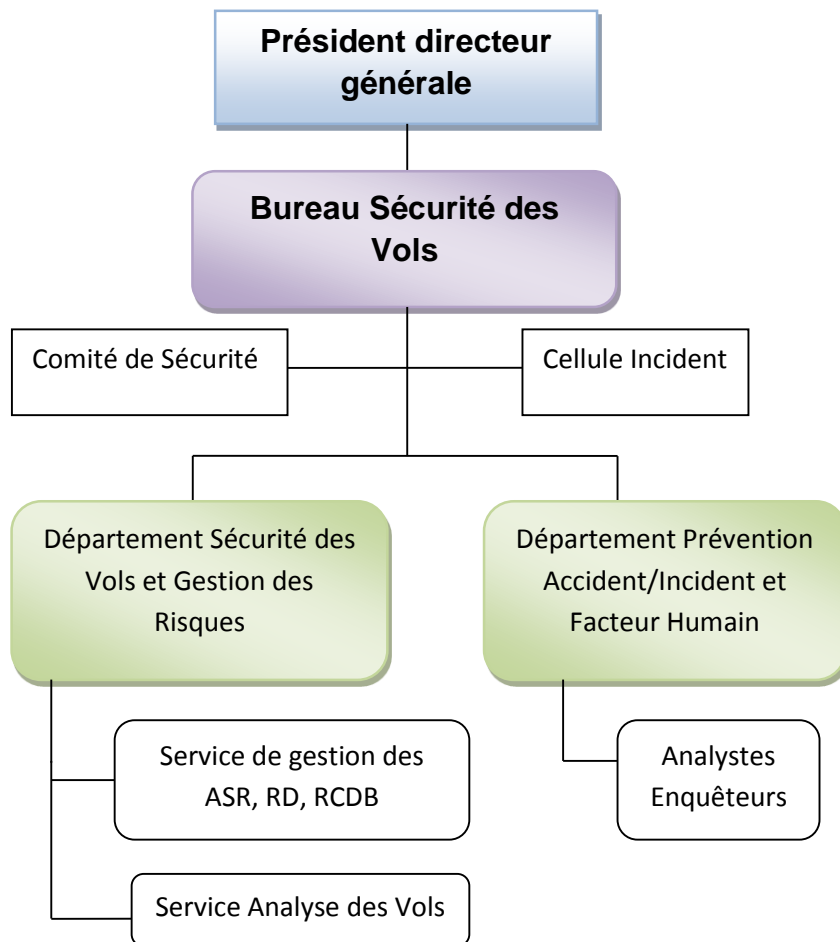 Président directeur
générale
Bureau Sécurité des
Vols
Comité de Sécurité
Cellule Incident
Département Sécurité des
Vols et Gestion des
Risques
Département Prévention
Accident/Incident et
Facteur Humain
Service de gestion des
ASR, RD, RCDB
Analystes
Enquêteurs
Service Analyse des Vols